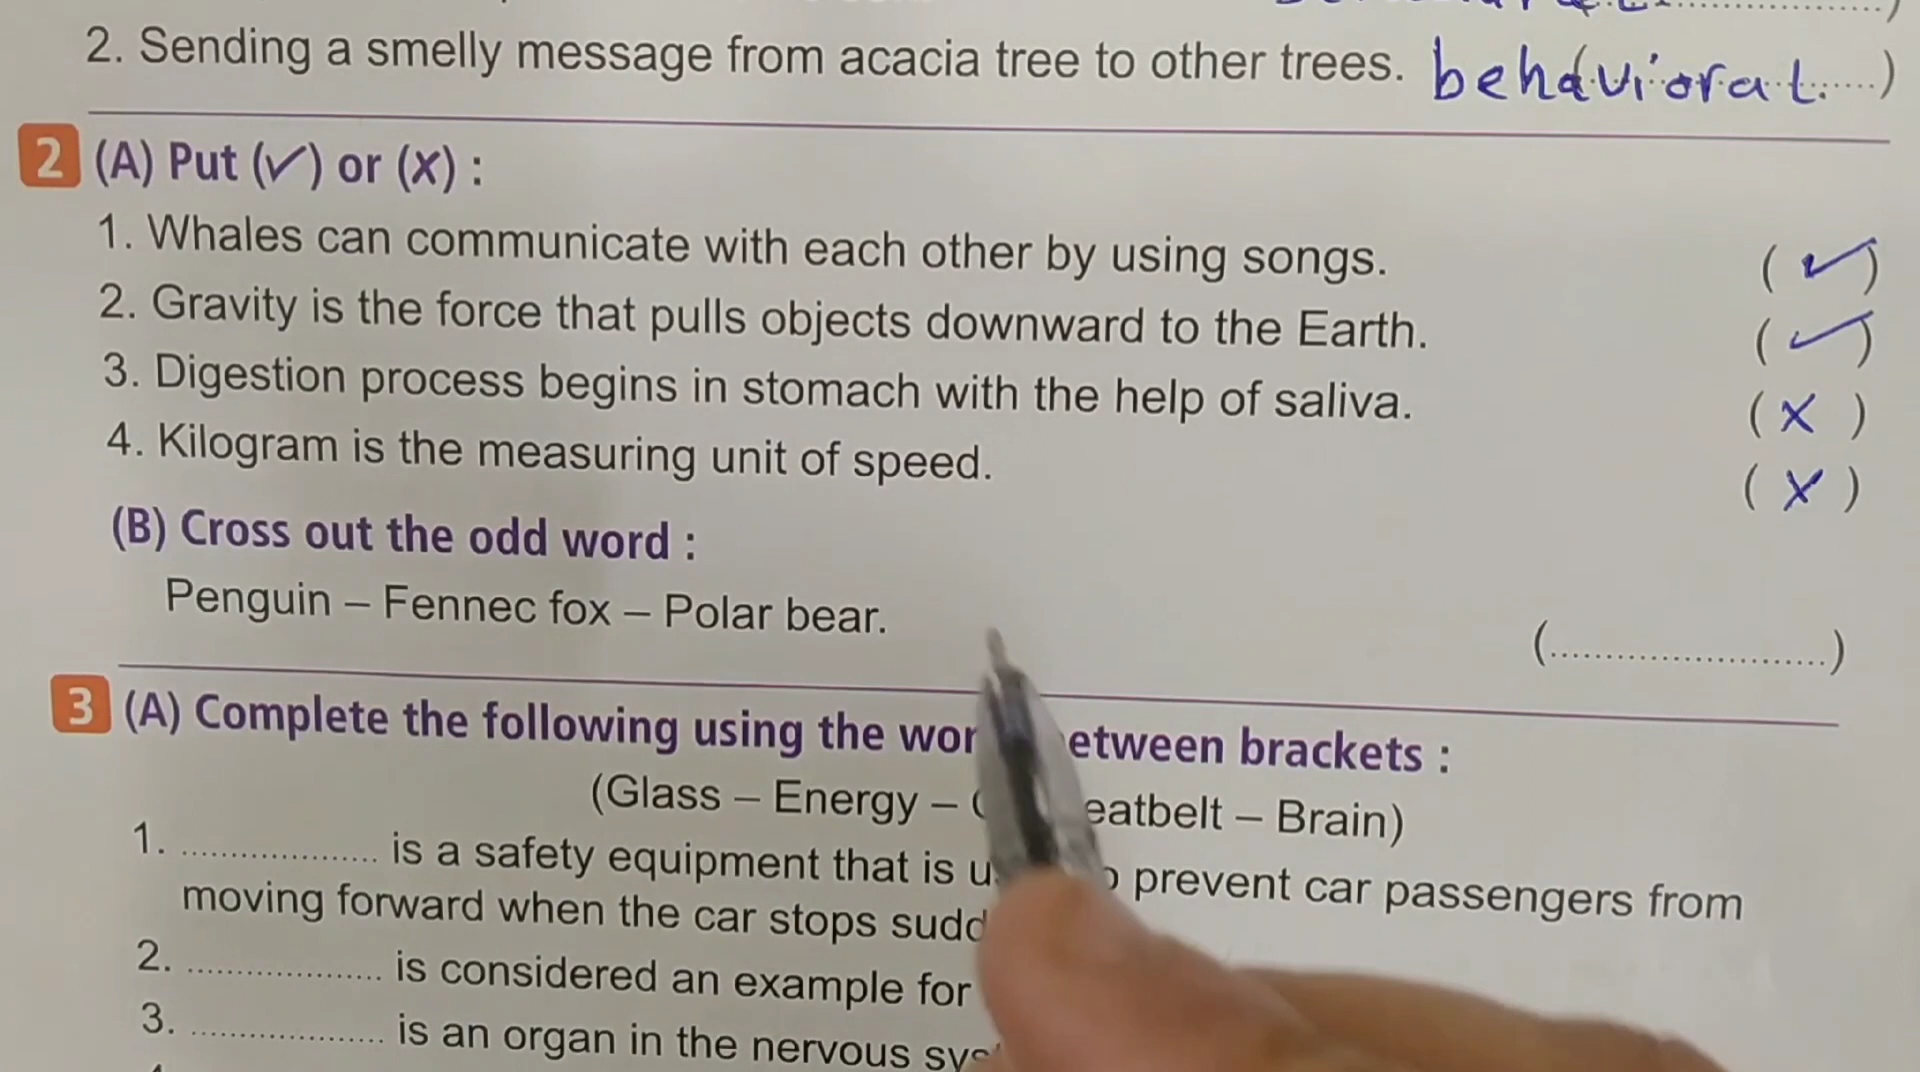 2. Sending a smelly message from acacia tree to other trees. behavioral......)
2 (A) Put (✓) or (x) :
1. Whales can communicate with each other by using songs. (✓)
2. Gravity is the force that pulls objects downward to the Earth. (✓)
3. Digestion process begins in stomach with the help of saliva. (x)
4. Kilogram is the measuring unit of speed. (x)
(B) Cross out the odd word :
Penguin – Fennec fox – Polar bear. (............................)
3 (A) Complete the following using the between brackets :
(Glass – Energy – – Brain)
1. .................... is a safety equipment that is prevent car passengers from
moving forward when the car stops
2. .................... is considered an example for
3. .................... is an organ in the nervous